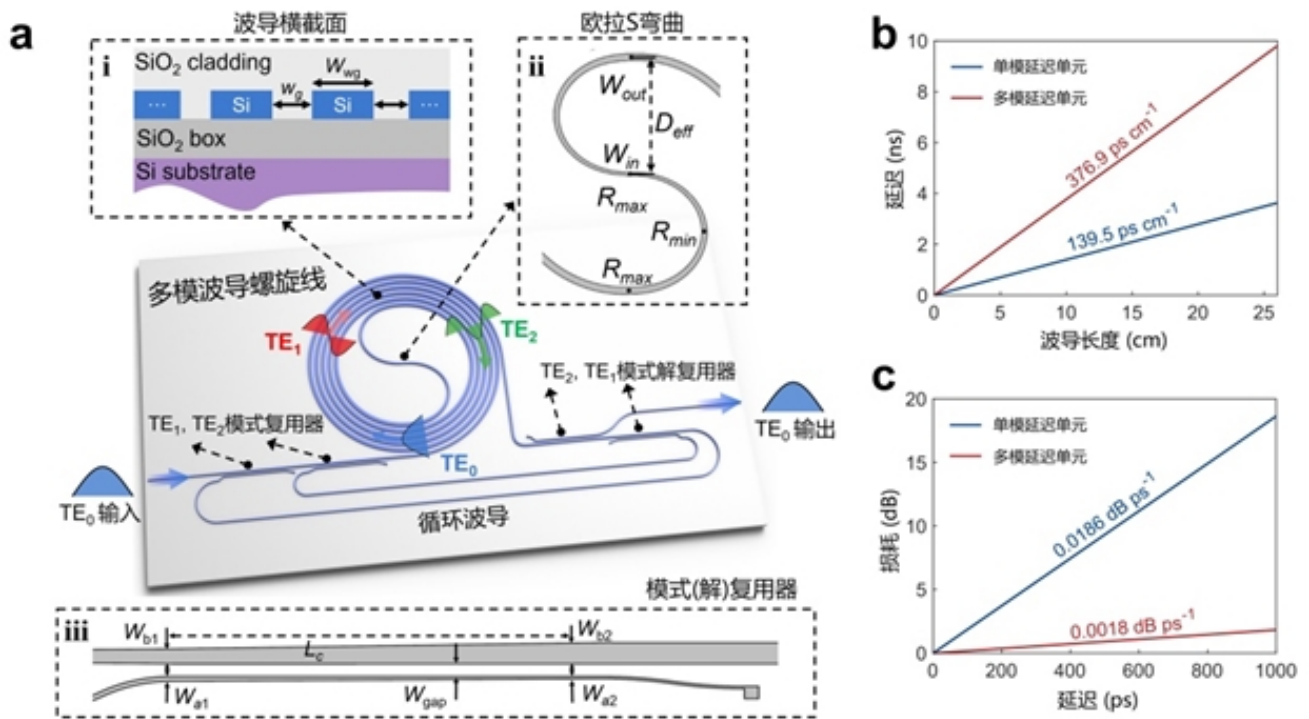 a
波导横截面
i
SiO2 cladding
Wwg
wg
Si
Si
...
...
SiO2 box
Si substrate
欧拉S弯曲
ii
Wout
Deff
Win
Rmax
Rmin
Rmax
多模波导螺旋线
TE1
TE2
TE0
TE1, TE2模式复用器
TE2, TE1模式解复用器
TE0 输入
TE0 输出
循环波导
模式(解)复用器
iii
Wb1
Wb2
Lc
Wa1
Wgap
Wa2
b
10
8
6
4
2
0
延迟 (ns)
单模延迟单元
多模延迟单元
376.9 ps cm-1
139.5 ps cm-1
0 5 10 15 20 25
波导长度 (cm)
c
20
15
10
5
0
损耗 (dB)
单模延迟单元
多模延迟单元
0.0186 dB ps-1
0.0018 dB ps-1
0 200 400 600 800 1000
延迟 (ps)